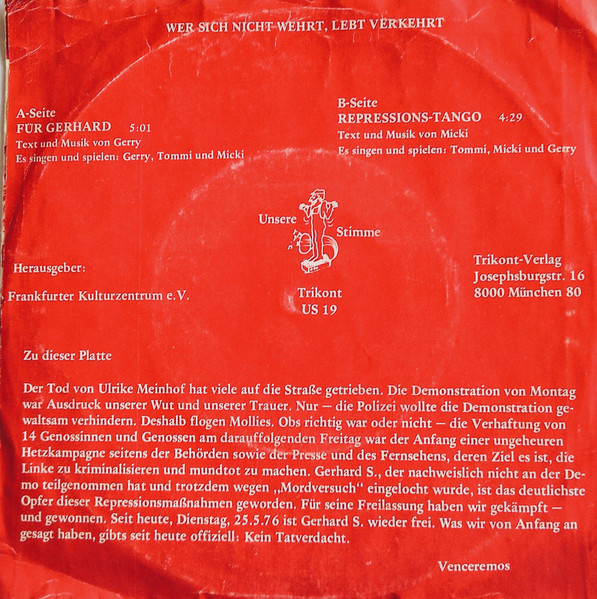 WER SICH NICHT WEHRT, LEBT VERKEHRT
A-Seite
FÜR GERHARD 5:01
Text und Musik von Gerry
Es singen und spielen: Gerry, Tommi und Micki
B-Seite
REPRESSIONS-TANGO 4:29
Text und Musik von Micki
Es singen und spielen: Tommi, Micki und Gerry
Unsere Stimme
Trikont
US 19
Herausgeber:
Frankfurter Kulturzentrum e.V.
Trikont-Verlag
Josephsburgstr. 16
8000 München 80
Zu dieser Platte
Der Tod von Ulrike Meinhof hat viele auf die Straße getrieben. Die Demonstration von Montag
war Ausdruck unserer Wut und unserer Trauer. Nur — die Polizei wollte die Demonstration ge-
waltsam verhindern. Deshalb flogen Mollies. Obs richtig war oder nicht — die Verhaftung von
14 Genossinnen und Genossen am darauffolgenden Freitag war der Anfang einer ungeheuren
Hetzkampagne seitens der Behörden sowie der Presse und des Fernsehens, deren Ziel es ist, die
Linke zu kriminalisieren und mundtot zu machen. Gerhard S., der nachweislich nicht an der De-
mo teilgenommen hat und trotzdem wegen „Mordversuch" eingelocht wurde, ist das deutlichste
Opfer dieser Repressionsmaßnahmen geworden. Für seine Freilassung haben wir gekämpft —
und gewonnen. Seit heute, Dienstag, 25.5.76 ist Gerhard S. wieder frei. Was wir von Anfang an
gesagt haben, gibts seit heute offiziell: Kein Tatverdacht.
Venceremos